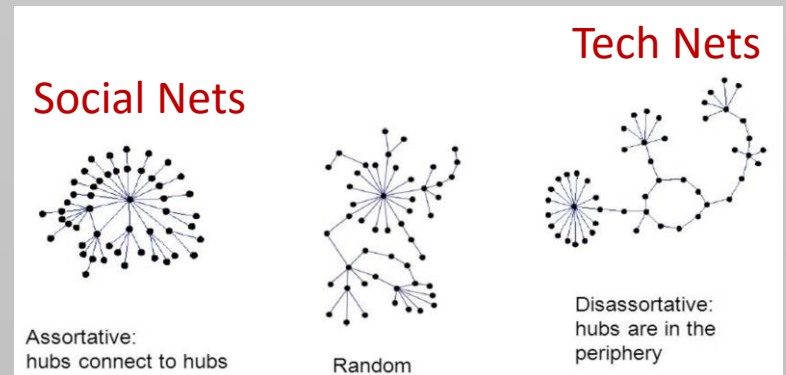 Tech Nets
Social Nets
Assortative:
hubs connect to hubs
Random
Disassortative:
hubs are in the
periphery